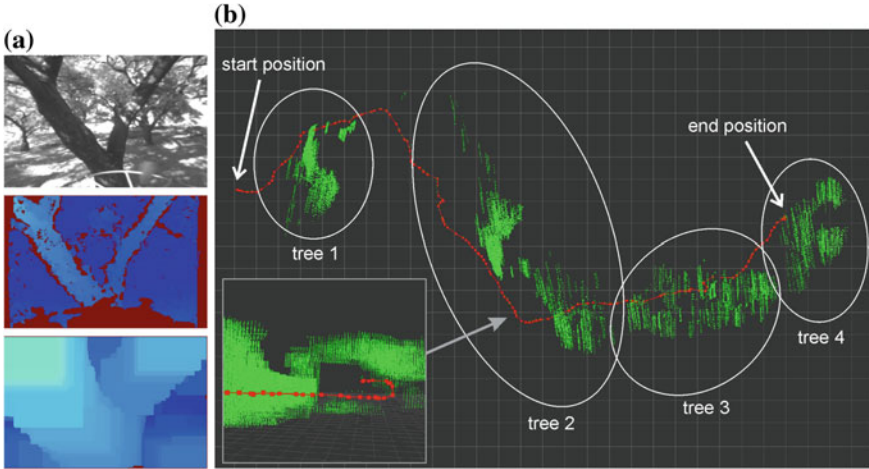 (a)
(b)
start position
end position
tree 1
tree 2
tree 3
tree 4